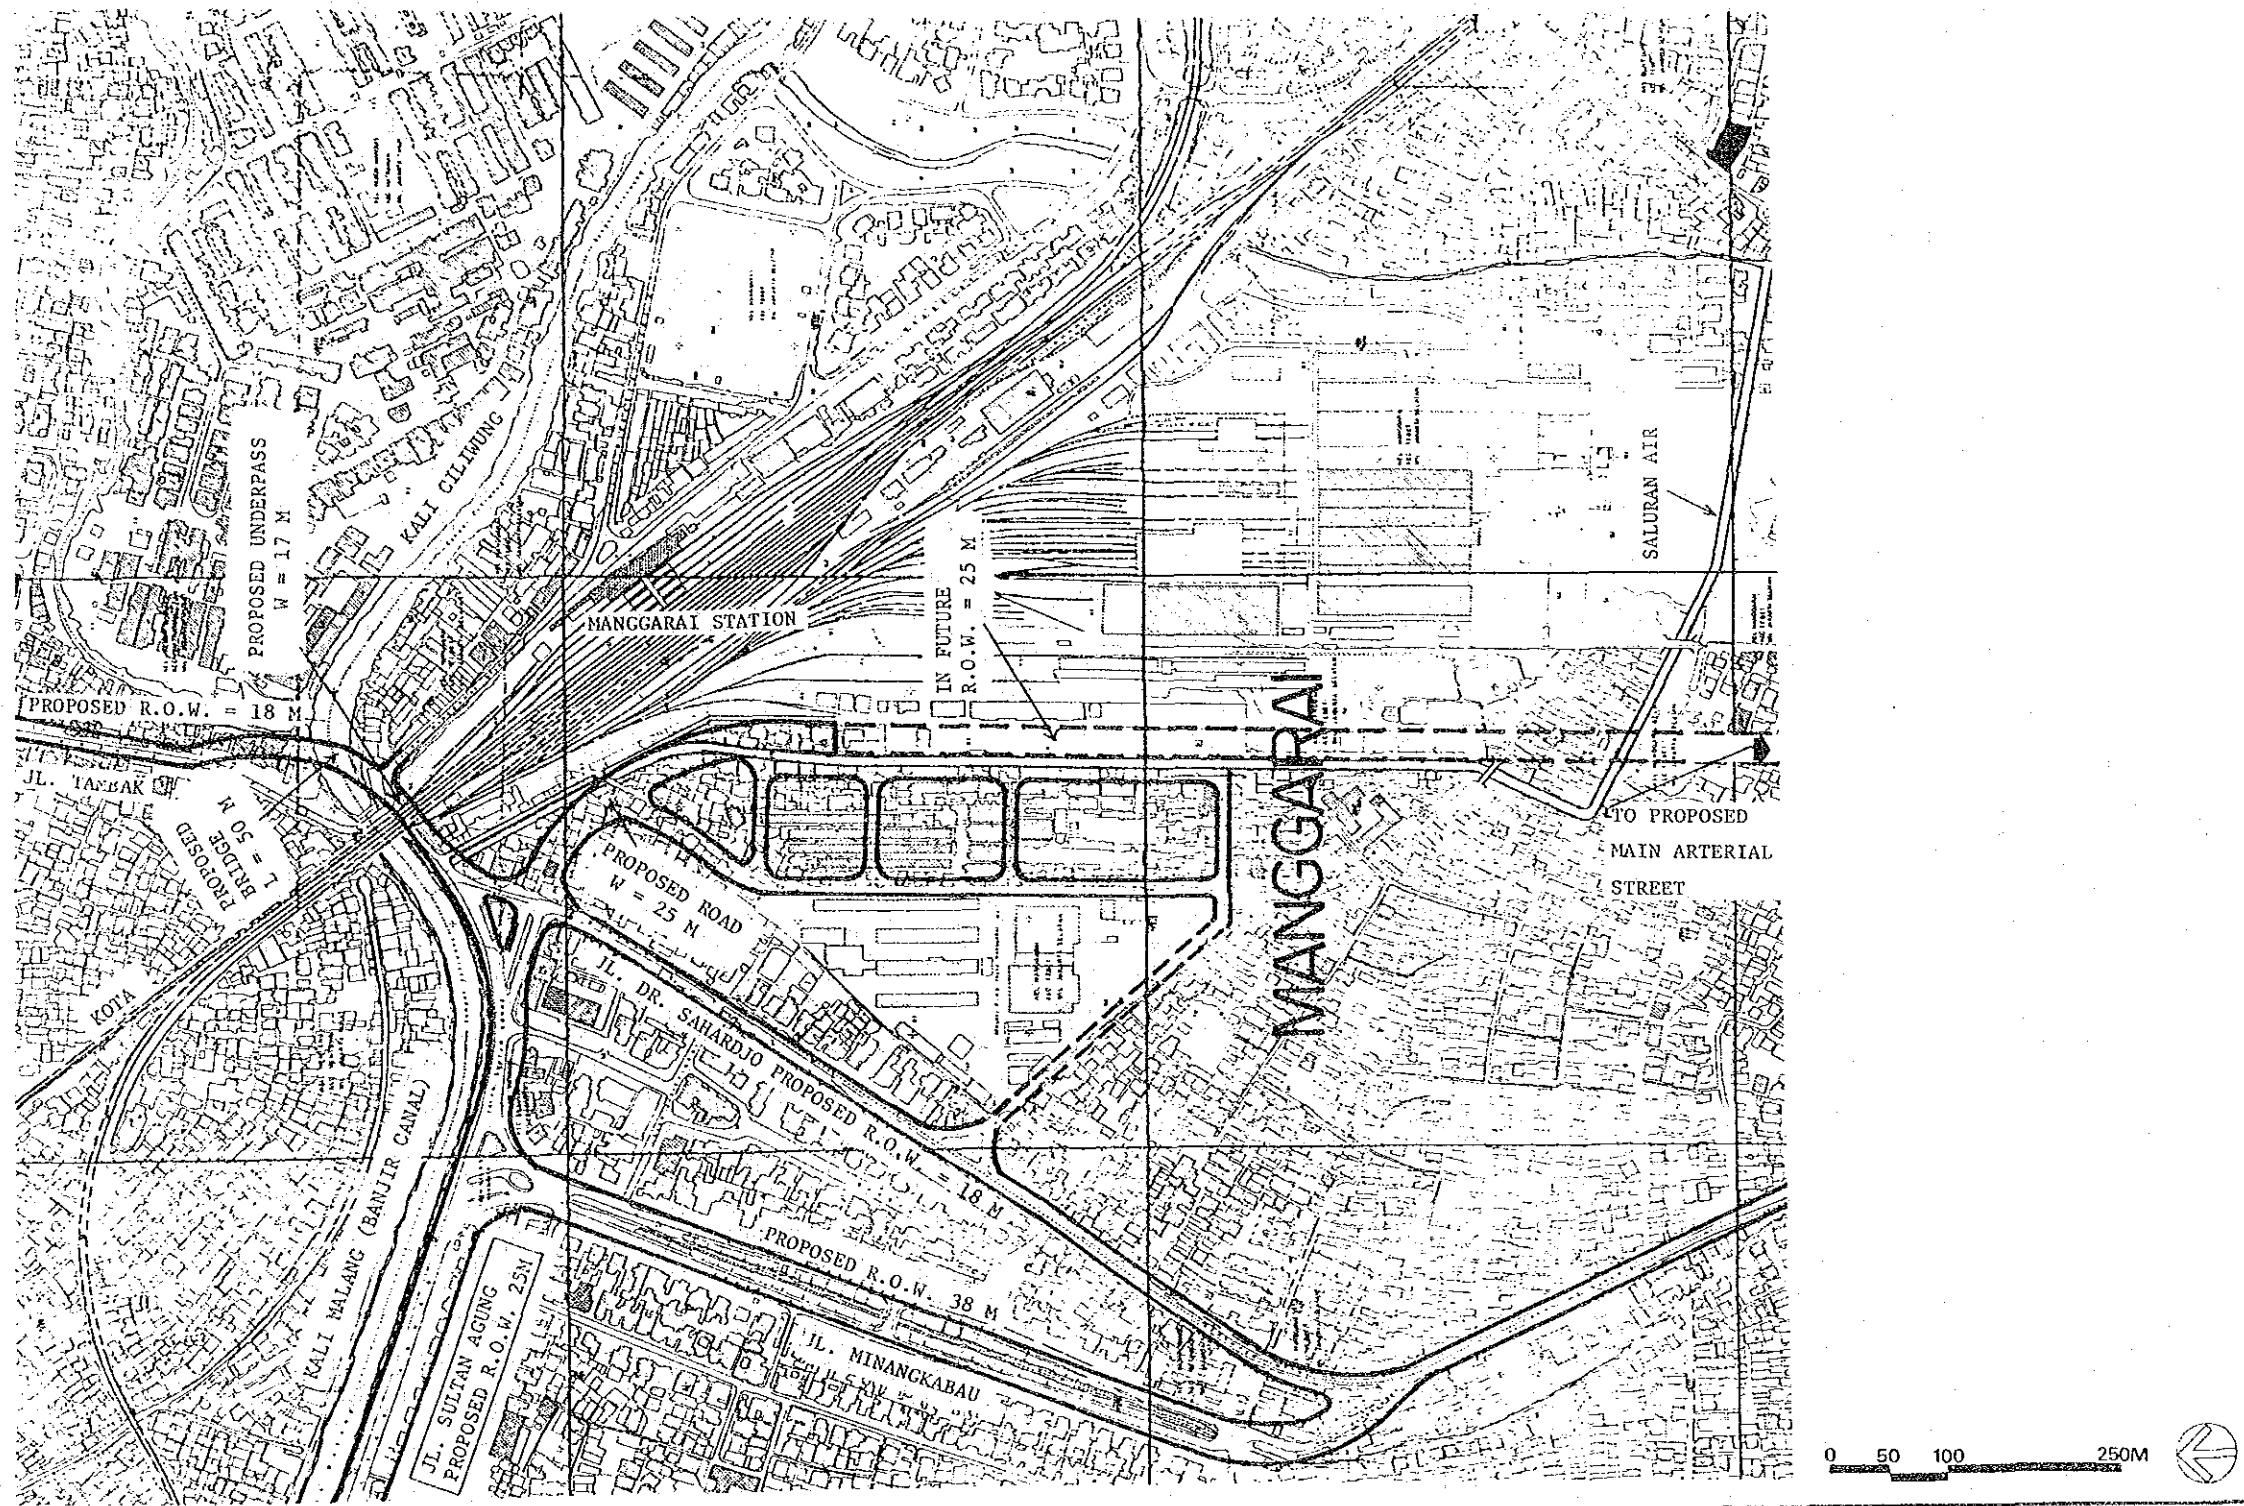 PROPOSED UNDERPASS
W = 17 M
KALI CILIWUNG
MANGGARAI STATION
IN FUTURE
R.O.W. = 25 M
SALURAN AIR
PROPOSED R.O.W. = 18 M
JL. TAMBAK
PROPOSED
BRIDGE
L = 50 M
KOTA
PROPOSED ROAD
W = 25 M
MANGGARAI
TO PROPOSED
MAIN ARTERIAL
STREET
JL. DR. SAHARDJO PROPOSED R.O.W. = 18 M
KALI MALANG (BANJIR CANAL)
PROPOSED R.O.W. 38 M
JL. MINANGKABAU
JL. SULTAN AGUNG
PROPOSED R.O.W. 25M
0 50 100 250M